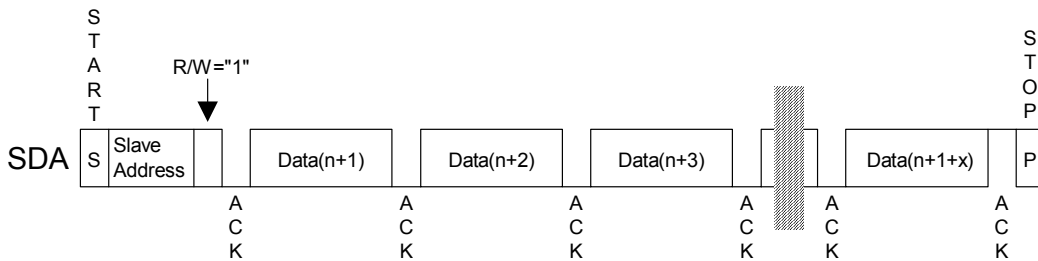 START
STOP
R/W="1"
SDA
S
Slave
Address
Data(n+1)
Data(n+2)
Data(n+3)
Data(n+1+x)
P
ACK
ACK
ACK
ACK
ACK
ACK